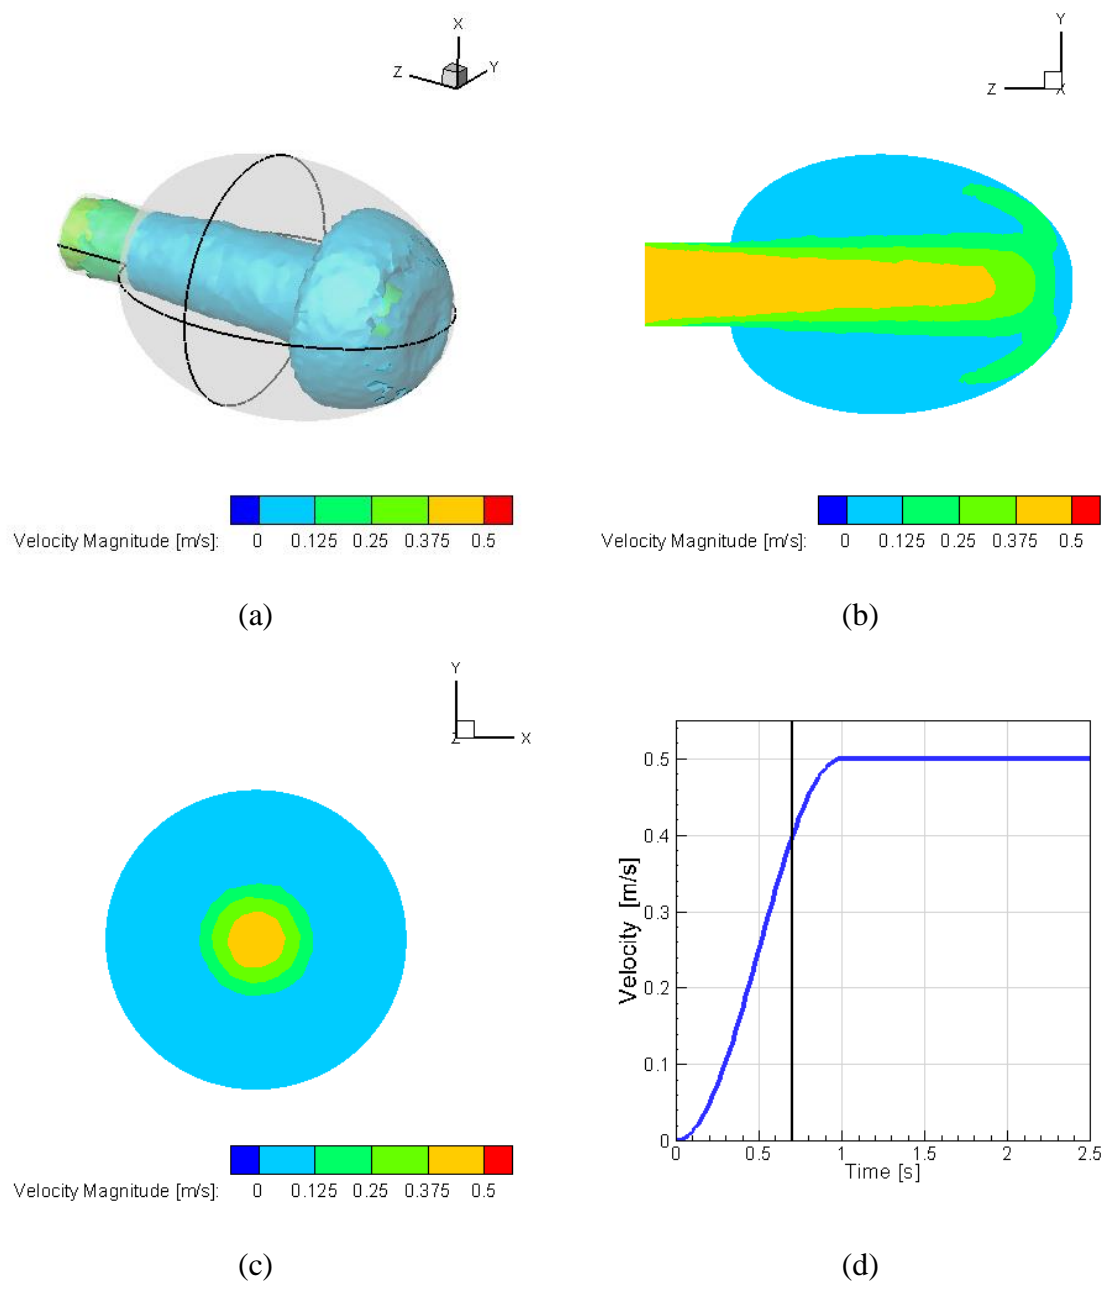 X
Z
Y
Y
Z
X
Velocity Magnitude [m/s]: 0 0.125 0.25 0.375 0.5
Velocity Magnitude [m/s]: 0 0.125 0.25 0.375 0.5
(a)
(b)
Y
Z
X
Velocity Magnitude [m/s]: 0 0.125 0.25 0.375 0.5
Velocity [m/s]
0.5
0.4
0.3
0.2
0.1
0
0 0.5 1 1.5 2 2.5
Time [s]
(c)
(d)